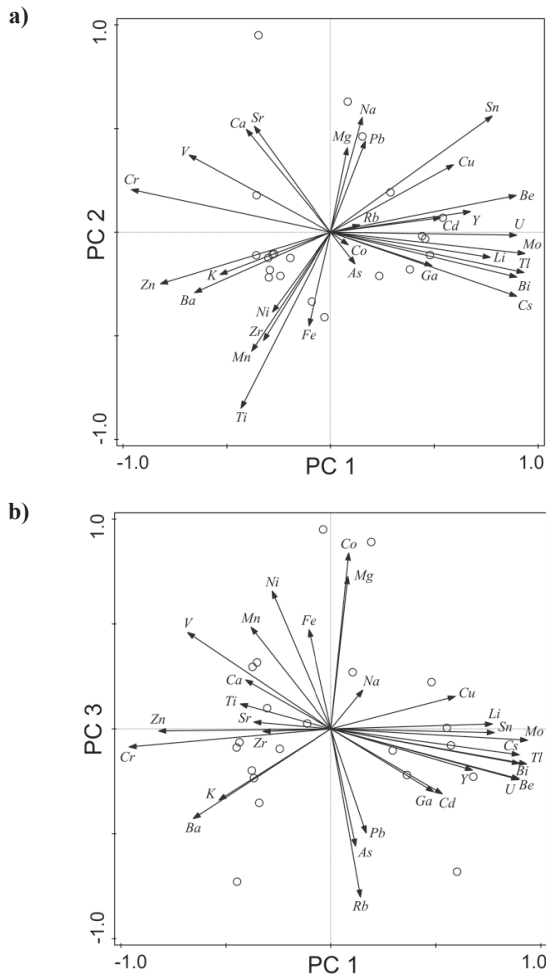 a)
1.0
Na
Sn
Sr
Ca
Pb
Mg
V
Cu
Cr
Be
PC 2
Rb
Cd
Y
U
Co
Mo
Li
As
Ga
Tl
K
Zn
Bi
Ba
Cs
Ni
Zr
Fe
Mn
Ti
-1.0
-1.0
PC 1
1.0
b)
1.0
Co
Mg
Ni
Mn
Fe
V
Ca
Na
Cu
Ti
Li
Sr
Sn
Mo
Zn
PC 3
Zr
Cs
Tl
Cr
Bi
Y
Be
U
K
Ga
Cd
Ba
Pb
As
Rb
-1.0
-1.0
PC 1
1.0